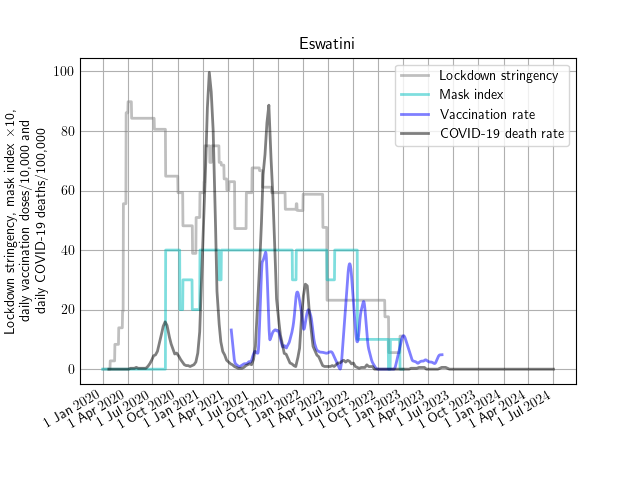 Eswatini
Lockdown stringency, mask index ×10,
daily vaccination doses/10,000 and
daily COVID-19 deaths/100,000
100
80
60
40
20
0
Lockdown stringency
Mask index
Vaccination rate
COVID-19 death rate
1 Jan 2020
1 Apr 2020
1 Jul 2020
1 Oct 2020
1 Jan 2021
1 Apr 2021
1 Jul 2021
1 Oct 2021
1 Jan 2022
1 Apr 2022
1 Jul 2022
1 Oct 2022
1 Jan 2023
1 Apr 2023
1 Jul 2023
1 Oct 2023
1 Jan 2024
1 Apr 2024
1 Jul 2024